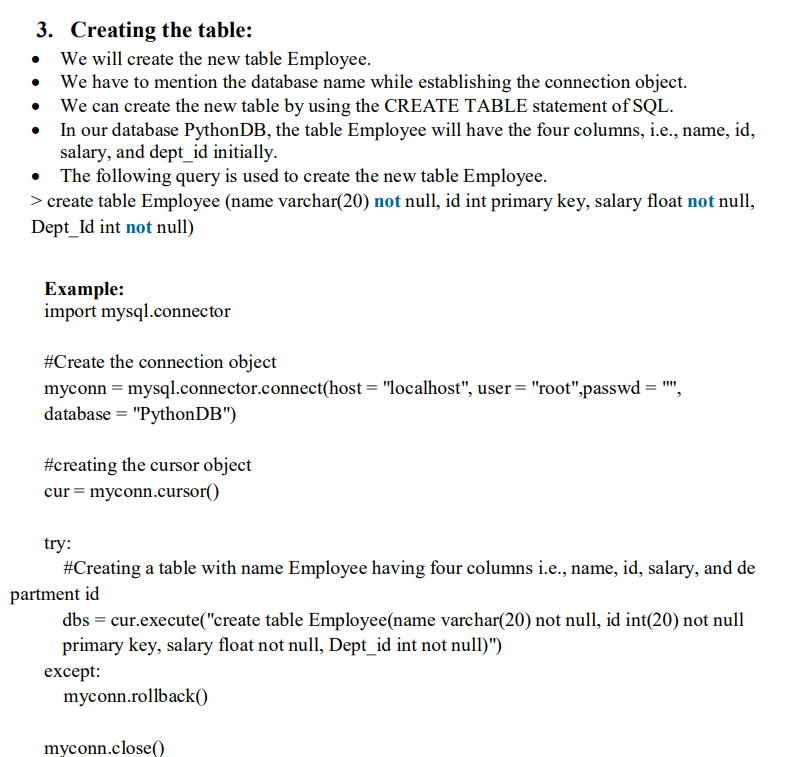 3. Creating the table:
• We will create the new table Employee.
• We have to mention the database name while establishing the connection object.
• We can create the new table by using the CREATE TABLE statement of SQL.
• In our database PythonDB, the table Employee will have the four columns, i.e., name, id,
salary, and dept_id initially.
• The following query is used to create the new table Employee.
> create table Employee (name varchar(20) not null, id int primary key, salary float not null,
Dept_Id int not null)
Example:
import mysql.connector
#Create the connection object
myconn = mysql.connector.connect(host = "localhost", user = "root",passwd = "",
database = "PythonDB")
#creating the cursor object
cur = myconn.cursor()
try:
#Creating a table with name Employee having four columns i.e., name, id, salary, and de
partment id
dbs = cur.execute("create table Employee(name varchar(20) not null, id int(20) not null
primary key, salary float not null, Dept_id int not null)")
except:
myconn.rollback()
myconn.close()